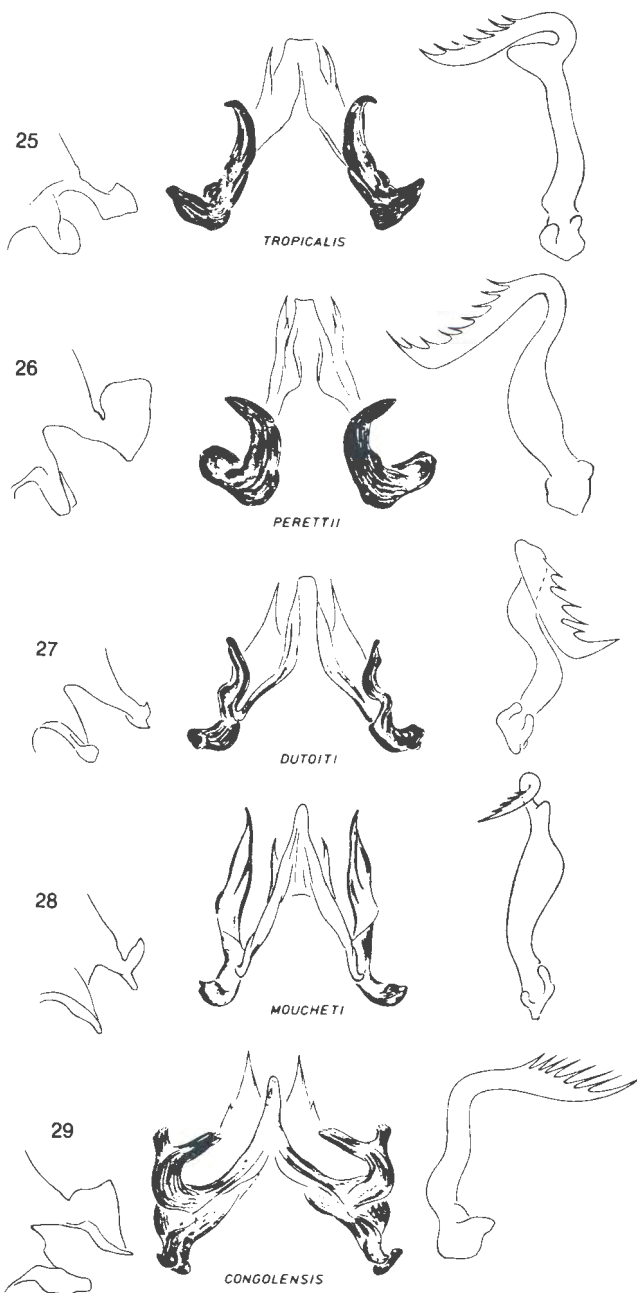 25
TROPICALIS
26
PERETTII
27
DUTOITI
28
MOUCHETI
29
CONGOLENSIS